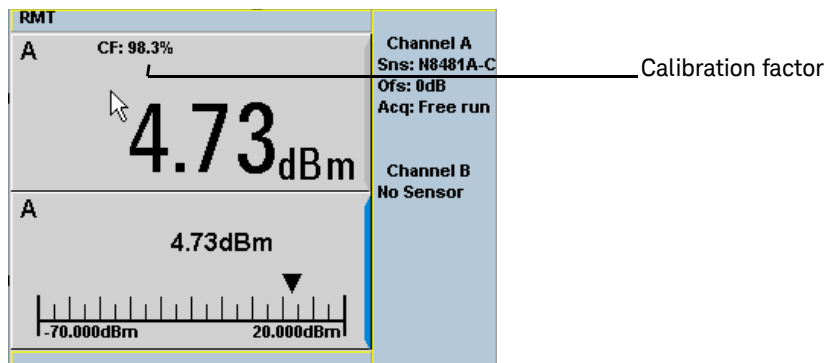 RMT
A
CF: 98.3%
4.73dBm
Channel A
Sns: N8481A-C
Ofs: 0dB
Acq: Free run
Channel B
No Sensor
Calibration factor
A
4.73dBm
-70.000dBm
20.000dBm